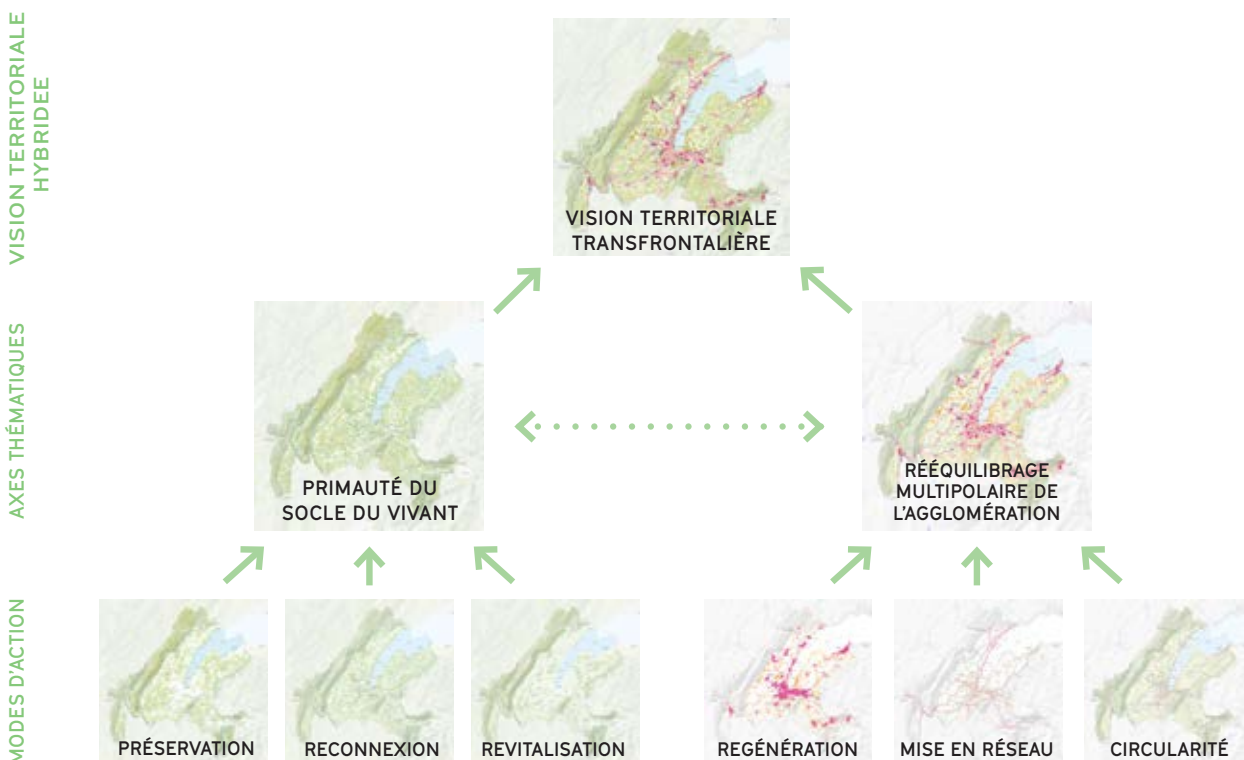 VISION TERRITORIALE
HYBRIDEE
VISION TERRITORIALE
TRANSFRONTALIÈRE
AXES THÉMATIQUES
PRIMAUTÉ DU
SOCLE DU VIVANT
RÉÉQUILIBRAGE
MULTIPOLAIRE DE
L'AGGLOMÉRATION
MODES D'ACTION
PRÉSERVATION
RECONNEXION
REVITALISATION
REGÉNÉRATION
MISE EN RÉSEAU
CIRCULARITÉ